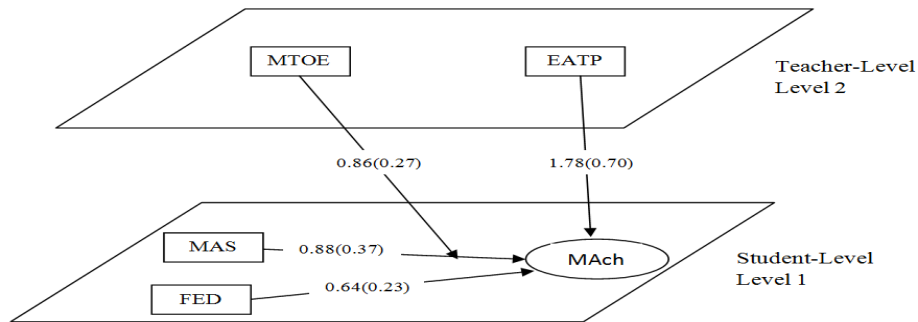 MTOE
EATP
Teacher-Level
Level 2
0.86(0.27)
1.78(0.70)
MAS
0.88(0.37)
MAch
Student-Level
Level 1
FED
0.64(0.23)